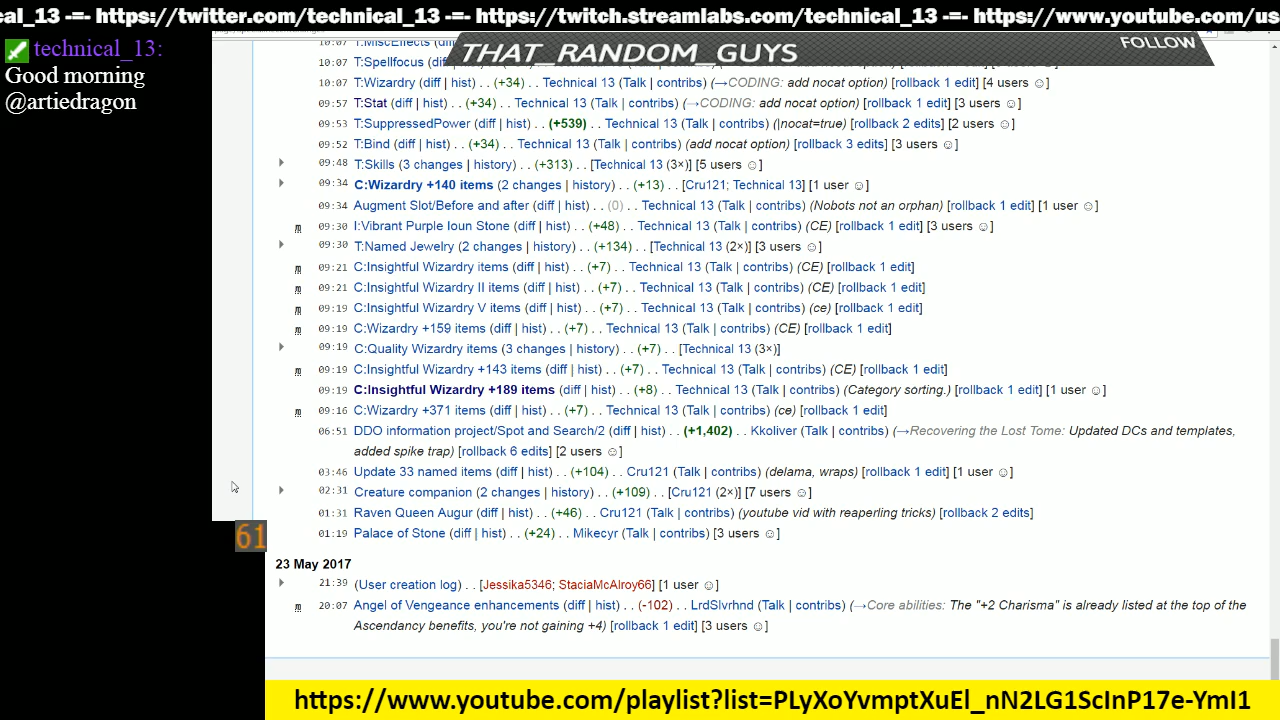 al_13 -=- https://twitter.com/technical_13 -=- https://twitch.streamlabs.com/technical_13 -=- https://www.youtube.com/us
technical_13:
Good morning
@artiedragon
THAT_RANDOM_GUYS
FOLLOW
10:07 T:MiscEffects (di
10:07 T:Spellfocus (dif
10:07 T:Wizardry (diff | hist) . . (+34) . . Technical 13 (Talk | contribs) (→CODING: add nocat option) [rollback 1 edit] [4 users ☺]
09:57 T:Stat (diff | hist) . . (+34) . . Technical 13 (Talk | contribs) (→CODING: add nocat option) [rollback 1 edit] [3 users ☺]
09:53 T:SuppressedPower (diff | hist) . . (+539) . . Technical 13 (Talk | contribs) (|nocat=true) [rollback 2 edits] [2 users ☺]
09:52 T:Bind (diff | hist) . . (+34) . . Technical 13 (Talk | contribs) (add nocat option) [rollback 3 edits] [3 users ☺]
09:48 T:Skills (3 changes | history) . . (+313) . . [Technical 13 (3×)] [5 users ☺]
09:34 C:Wizardry +140 items (2 changes | history) . . (+13) . . [Cru121; Technical 13] [1 user ☺]
09:34 Augment Slot/Before and after (diff | hist) . . (0) . . Technical 13 (Talk | contribs) (Nobots not an orphan) [rollback 1 edit] [1 user ☺]
m 09:30 I:Vibrant Purple Ioun Stone (diff | hist) . . (+48) . . Technical 13 (Talk | contribs) (CE) [rollback 1 edit] [3 users ☺]
09:30 T:Named Jewelry (2 changes | history) . . (+134) . . [Technical 13 (2×)] [3 users ☺]
m 09:21 C:Insightful Wizardry items (diff | hist) . . (+7) . . Technical 13 (Talk | contribs) (CE) [rollback 1 edit]
m 09:21 C:Insightful Wizardry II items (diff | hist) . . (+7) . . Technical 13 (Talk | contribs) (CE) [rollback 1 edit]
m 09:19 C:Insightful Wizardry V items (diff | hist) . . (+7) . . Technical 13 (Talk | contribs) (ce) [rollback 1 edit]
m 09:19 C:Wizardry +159 items (diff | hist) . . (+7) . . Technical 13 (Talk | contribs) (CE) [rollback 1 edit]
09:19 C:Quality Wizardry items (3 changes | history) . . (+7) . . [Technical 13 (3×)]
m 09:19 C:Insightful Wizardry +143 items (diff | hist) . . (+7) . . Technical 13 (Talk | contribs) (CE) [rollback 1 edit]
09:19 C:Insightful Wizardry +189 items (diff | hist) . . (+8) . . Technical 13 (Talk | contribs) (Category sorting.) [rollback 1 edit] [1 user ☺]
m 09:16 C:Wizardry +371 items (diff | hist) . . (+7) . . Technical 13 (Talk | contribs) (ce) [rollback 1 edit]
06:51 DDO information project/Spot and Search/2 (diff | hist) . . (+1,402) . . Kkoliver (Talk | contribs) (→Recovering the Lost Tome: Updated DCs and templates,
added spike trap) [rollback 6 edits] [2 users ☺]
03:46 Update 33 named items (diff | hist) . . (+104) . . Cru121 (Talk | contribs) (delama, wraps) [rollback 1 edit] [1 user ☺]
02:31 Creature companion (2 changes | history) . . (+109) . . [Cru121 (2×)] [7 users ☺]
01:31 Raven Queen Augur (diff | hist) . . (+46) . . Cru121 (Talk | contribs) (youtube vid with reaperling tricks) [rollback 2 edits]
61
01:19 Palace of Stone (diff | hist) . . (+24) . . Mikecyr (Talk | contribs) [3 users ☺]
23 May 2017
21:39 (User creation log) . . [Jessika5346; StaciaMcAlroy66] [1 user ☺]
m 20:07 Angel of Vengeance enhancements (diff | hist) . . (-102) . . LrdSlvrhnd (Talk | contribs) (→Core abilities: The "+2 Charisma" is already listed at the top of the
Ascendancy benefits, you're not gaining +4) [rollback 1 edit] [3 users ☺]
https://www.youtube.com/playlist?list=PLyXoYvmptXuEl_nN2LG1ScInP17e-YmI1